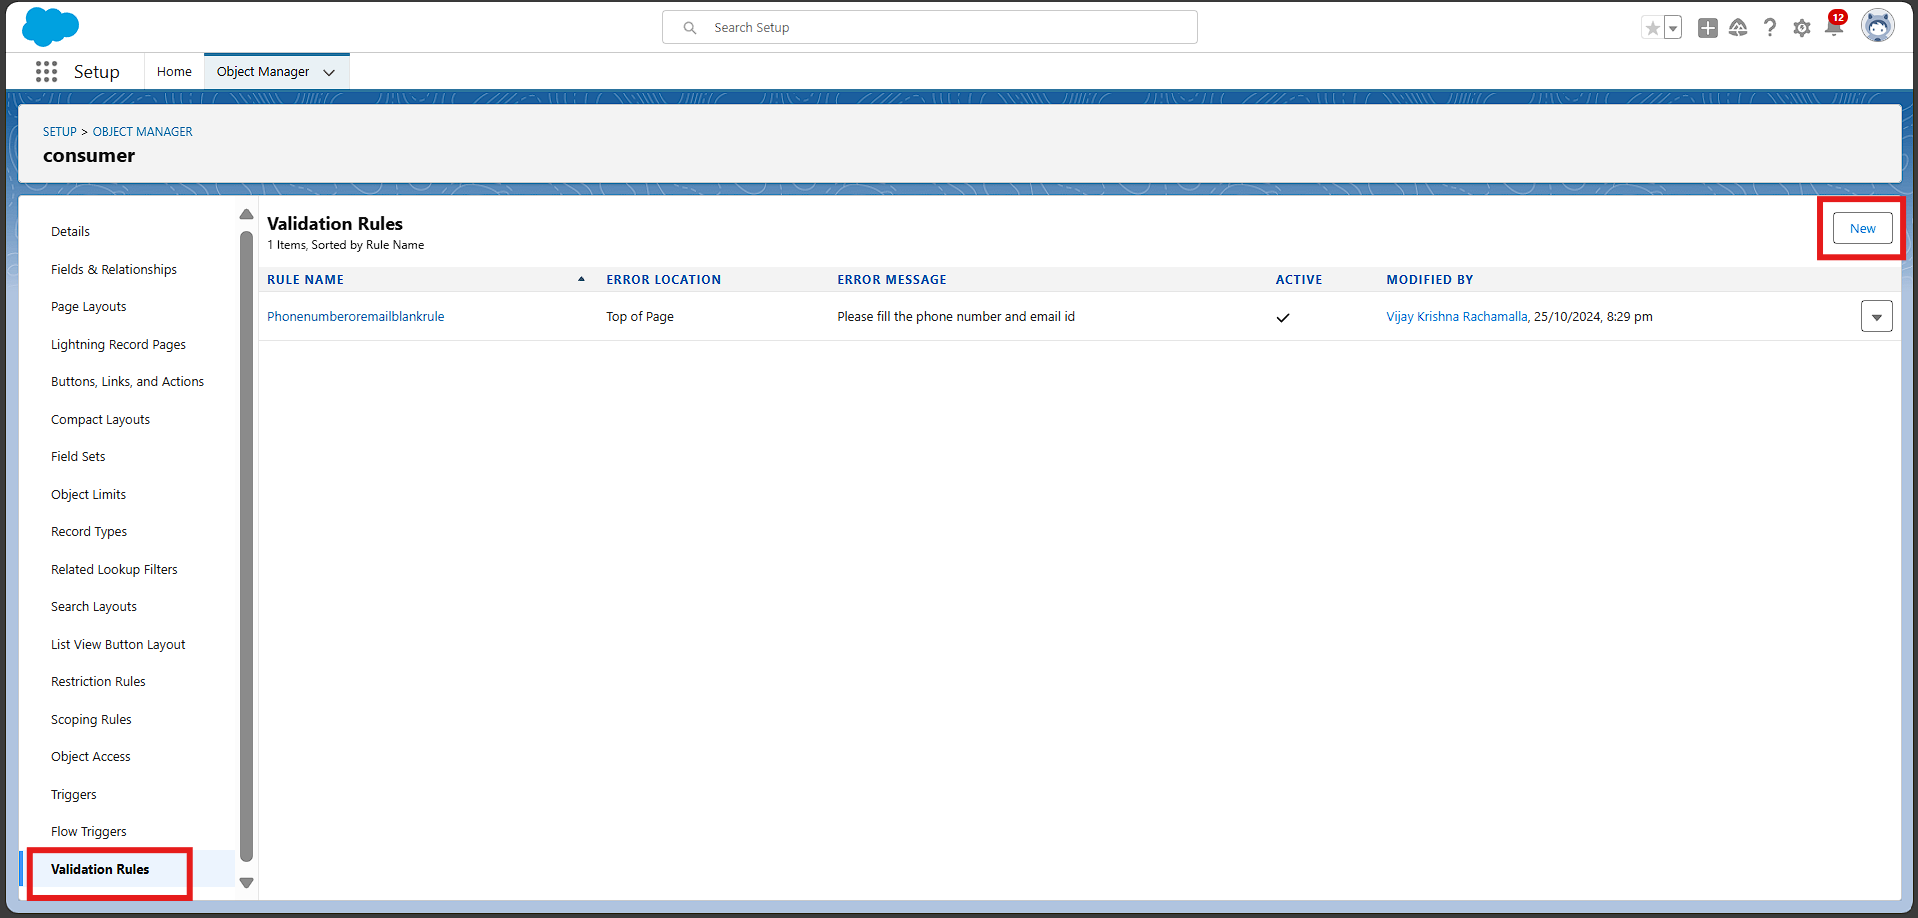 Search Setup
12
Setup
Home
Object Manager
SETUP > OBJECT MANAGER
consumer
Details
Fields & Relationships
Page Layouts
Lightning Record Pages
Buttons, Links, and Actions
Compact Layouts
Field Sets
Object Limits
Record Types
Related Lookup Filters
Search Layouts
List View Button Layout
Restriction Rules
Scoping Rules
Object Access
Triggers
Flow Triggers
Validation Rules
Validation Rules
1 Items, Sorted by Rule Name
New
RULE NAME ERROR LOCATION ERROR MESSAGE ACTIVE MODIFIED BY
Phonenumberoremailblankrule Top of Page Please fill the phone number and email id Vijay Krishna Rachamalla, 25/10/2024, 8:29 pm